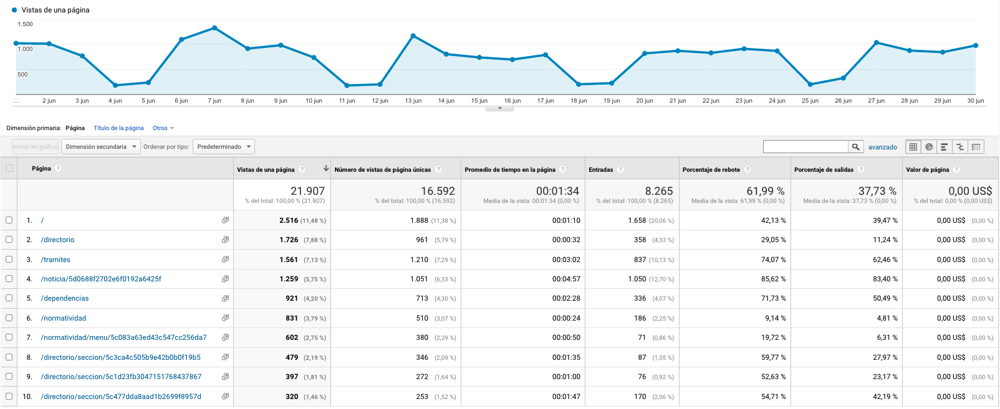 Vistas de una página
1.500
1.000
500
...
2 jun
3 jun
4 jun
5 jun
6 jun
7 jun
8 jun
9 jun
10 jun
11 jun
12 jun
13 jun
14 jun
15 jun
16 jun
17 jun
18 jun
19 jun
20 jun
21 jun
22 jun
23 jun
24 jun
25 jun
26 jun
27 jun
28 jun
29 jun
30 jun
Dimensión primaria: Página Título de la página Otros
Incluir en gráfico Dimensión secundaria Ordenar por tipo: Predeterminado avanzado
Página ? Vistas de una página ? Número de vistas de página únicas ? Promedio de tiempo en la página ? Entradas ? Porcentaje de rebote ? Porcentaje de salidas ? Valor de página ?
21.907 16.592 00:01:34 8.265 61,99 % 37,73 % 0,00 US$
% del total: 100,00 % (21.907) % del total: 100,00 % (16.592) Media de la vista: 00:01:34 (0,00 %) % del total: 100,00 % (8.265) Media de la vista: 61,99 % (0,00 %) Media de la vista: 37,73 % (0,00 %) % del total: 0,00 % (0,00 US$)
1. / 2.516 (11,48 %) 1.888 (11,38 %) 00:01:10 1.658 (20,06 %) 42,13 % 39,47 % 0,00 US$ (0,00 %)
2. /directorio 1.726 (7,88 %) 961 (5,79 %) 00:00:32 358 (4,33 %) 29,05 % 11,24 % 0,00 US$ (0,00 %)
3. /tramites 1.561 (7,13 %) 1.210 (7,29 %) 00:03:02 837 (10,13 %) 74,07 % 62,46 % 0,00 US$ (0,00 %)
4. /noticia/5d0688f2702e6f0192a6425f 1.259 (5,75 %) 1.051 (6,33 %) 00:04:57 1.050 (12,70 %) 85,62 % 83,40 % 0,00 US$ (0,00 %)
5. /dependencias 921 (4,20 %) 713 (4,30 %) 00:02:28 336 (4,07 %) 71,73 % 50,49 % 0,00 US$ (0,00 %)
6. /normatividad 831 (3,79 %) 510 (3,07 %) 00:00:24 186 (2,25 %) 9,14 % 4,81 % 0,00 US$ (0,00 %)
7. /normatividad/menu/5c083a63ed43c547cc256da7 602 (2,75 %) 380 (2,29 %) 00:00:50 71 (0,86 %) 19,72 % 6,31 % 0,00 US$ (0,00 %)
8. /directorio/seccion/5c3ca4c505b9e42b0b0f19b5 479 (2,19 %) 346 (2,09 %) 00:01:35 87 (1,05 %) 59,77 % 27,97 % 0,00 US$ (0,00 %)
9. /directorio/seccion/5c1d23fb3047151768437867 397 (1,81 %) 272 (1,64 %) 00:01:00 76 (0,92 %) 52,63 % 23,17 % 0,00 US$ (0,00 %)
10. /directorio/seccion/5c477dda8aad1b2699f8957d 320 (1,46 %) 253 (1,52 %) 00:01:47 170 (2,06 %) 54,71 % 42,19 % 0,00 US$ (0,00 %)